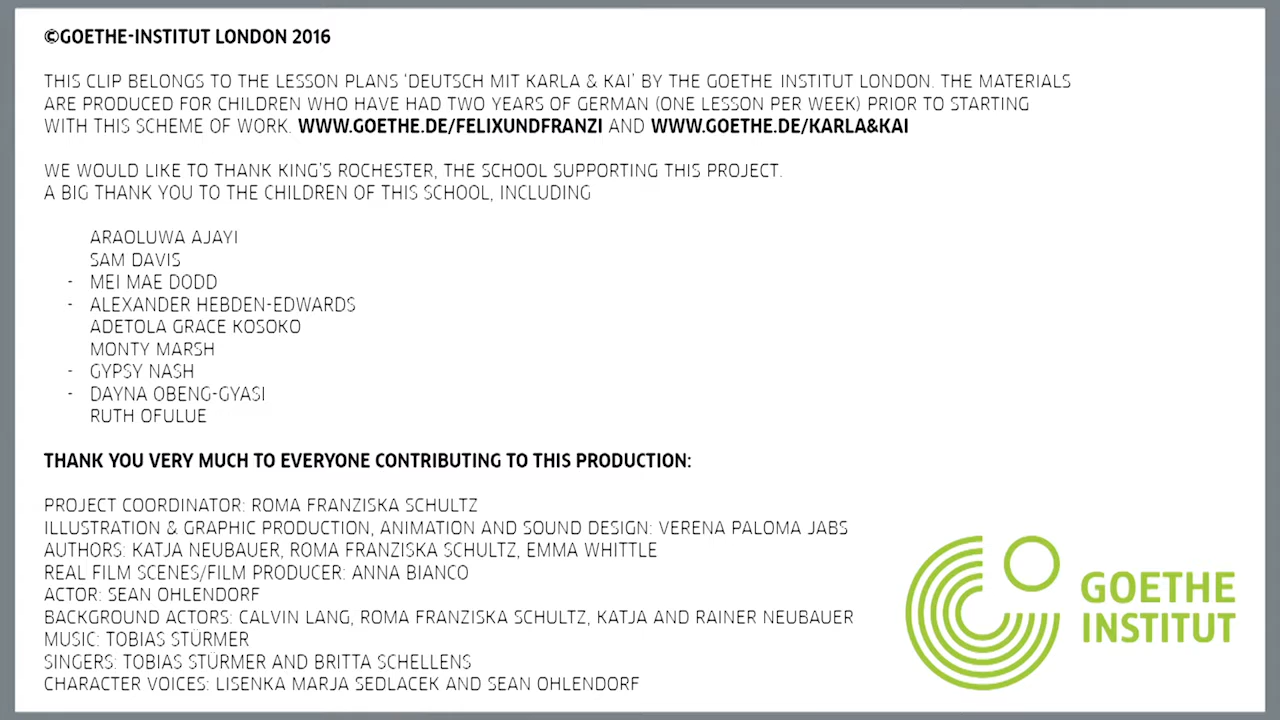 ©GOETHE-INSTITUT LONDON 2016
THIS CLIP BELONGS TO THE LESSON PLANS 'DEUTSCH MIT KARLA & KAI' BY THE GOETHE INSTITUT LONDON. THE MATERIALS
ARE PRODUCED FOR CHILDREN WHO HAVE HAD TWO YEARS OF GERMAN (ONE LESSON PER WEEK) PRIOR TO STARTING
WITH THIS SCHEME OF WORK. WWW.GOETHE.DE/FELIXUNDFRANZI AND WWW.GOETHE.DE/KARLA&KAI
WE WOULD LIKE TO THANK KING'S ROCHESTER, THE SCHOOL SUPPORTING THIS PROJECT.
A BIG THANK YOU TO THE CHILDREN OF THIS SCHOOL, INCLUDING
ARAOLUWA AJAYI
SAM DAVIS
- MEI MAE DODD
- ALEXANDER HEBDEN-EDWARDS
ADETOLA GRACE KOSOKO
MONTY MARSH
- GYPSY NASH
- DAYNA OBENG-GYASI
RUTH OFULUE
THANK YOU VERY MUCH TO EVERYONE CONTRIBUTING TO THIS PRODUCTION:
PROJECT COORDINATOR: ROMA FRANZISKA SCHULTZ
ILLUSTRATION & GRAPHIC PRODUCTION, ANIMATION AND SOUND DESIGN: VERENA PALOMA JABS
AUTHORS: KATJA NEUBAUER, ROMA FRANZISKA SCHULTZ, EMMA WHITTLE
REAL FILM SCENES/FILM PRODUCER: ANNA BIANCO
ACTOR: SEAN OHLENDORF
BACKGROUND ACTORS: CALVIN LANG, ROMA FRANZISKA SCHULTZ, KATJA AND RAINER NEUBAUER
MUSIC: TOBIAS STÜRMER
SINGERS: TOBIAS STÜRMER AND BRITTA SCHELLENS
CHARACTER VOICES: LISENKA MARJA SEDLACEK AND SEAN OHLENDORF
GOETHE
INSTITUT